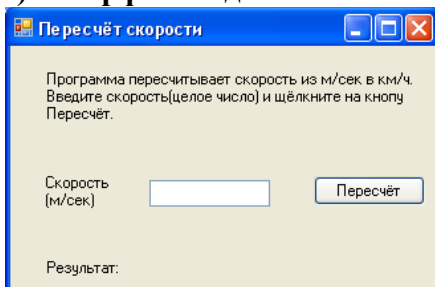 Пересчёт скорости
Программа пересчитывает скорость из м/сек в км/ч.
Введите скорость(целое число) и щёлкните на кнопу
Пересчёт.
Скорость
(м/сек)
Пересчёт
Результат: